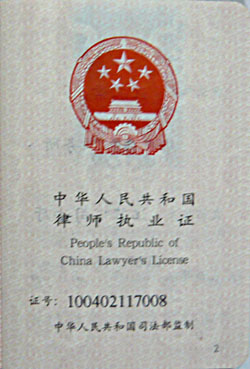 中华人民共和国
律师执业证
People's Republic of
China Lawyer's License
证号: 100402117008
中华人民共和国司法部监制
2